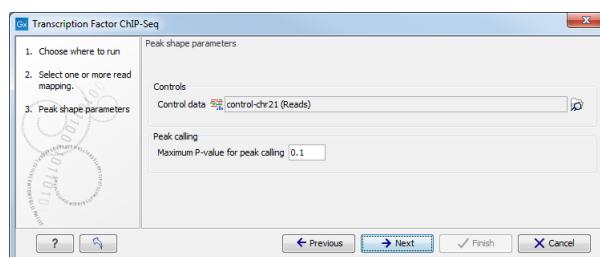 Gx Transcription Factor ChIP-Seq
x
1. Choose where to run
2. Select one or more read
mapping.
3. Peak shape parameters
Peak shape parameters
Controls
Control data control-chr21 (Reads)
Peak calling
Maximum P-value for peak calling 0.1
? Previous Next Finish Cancel